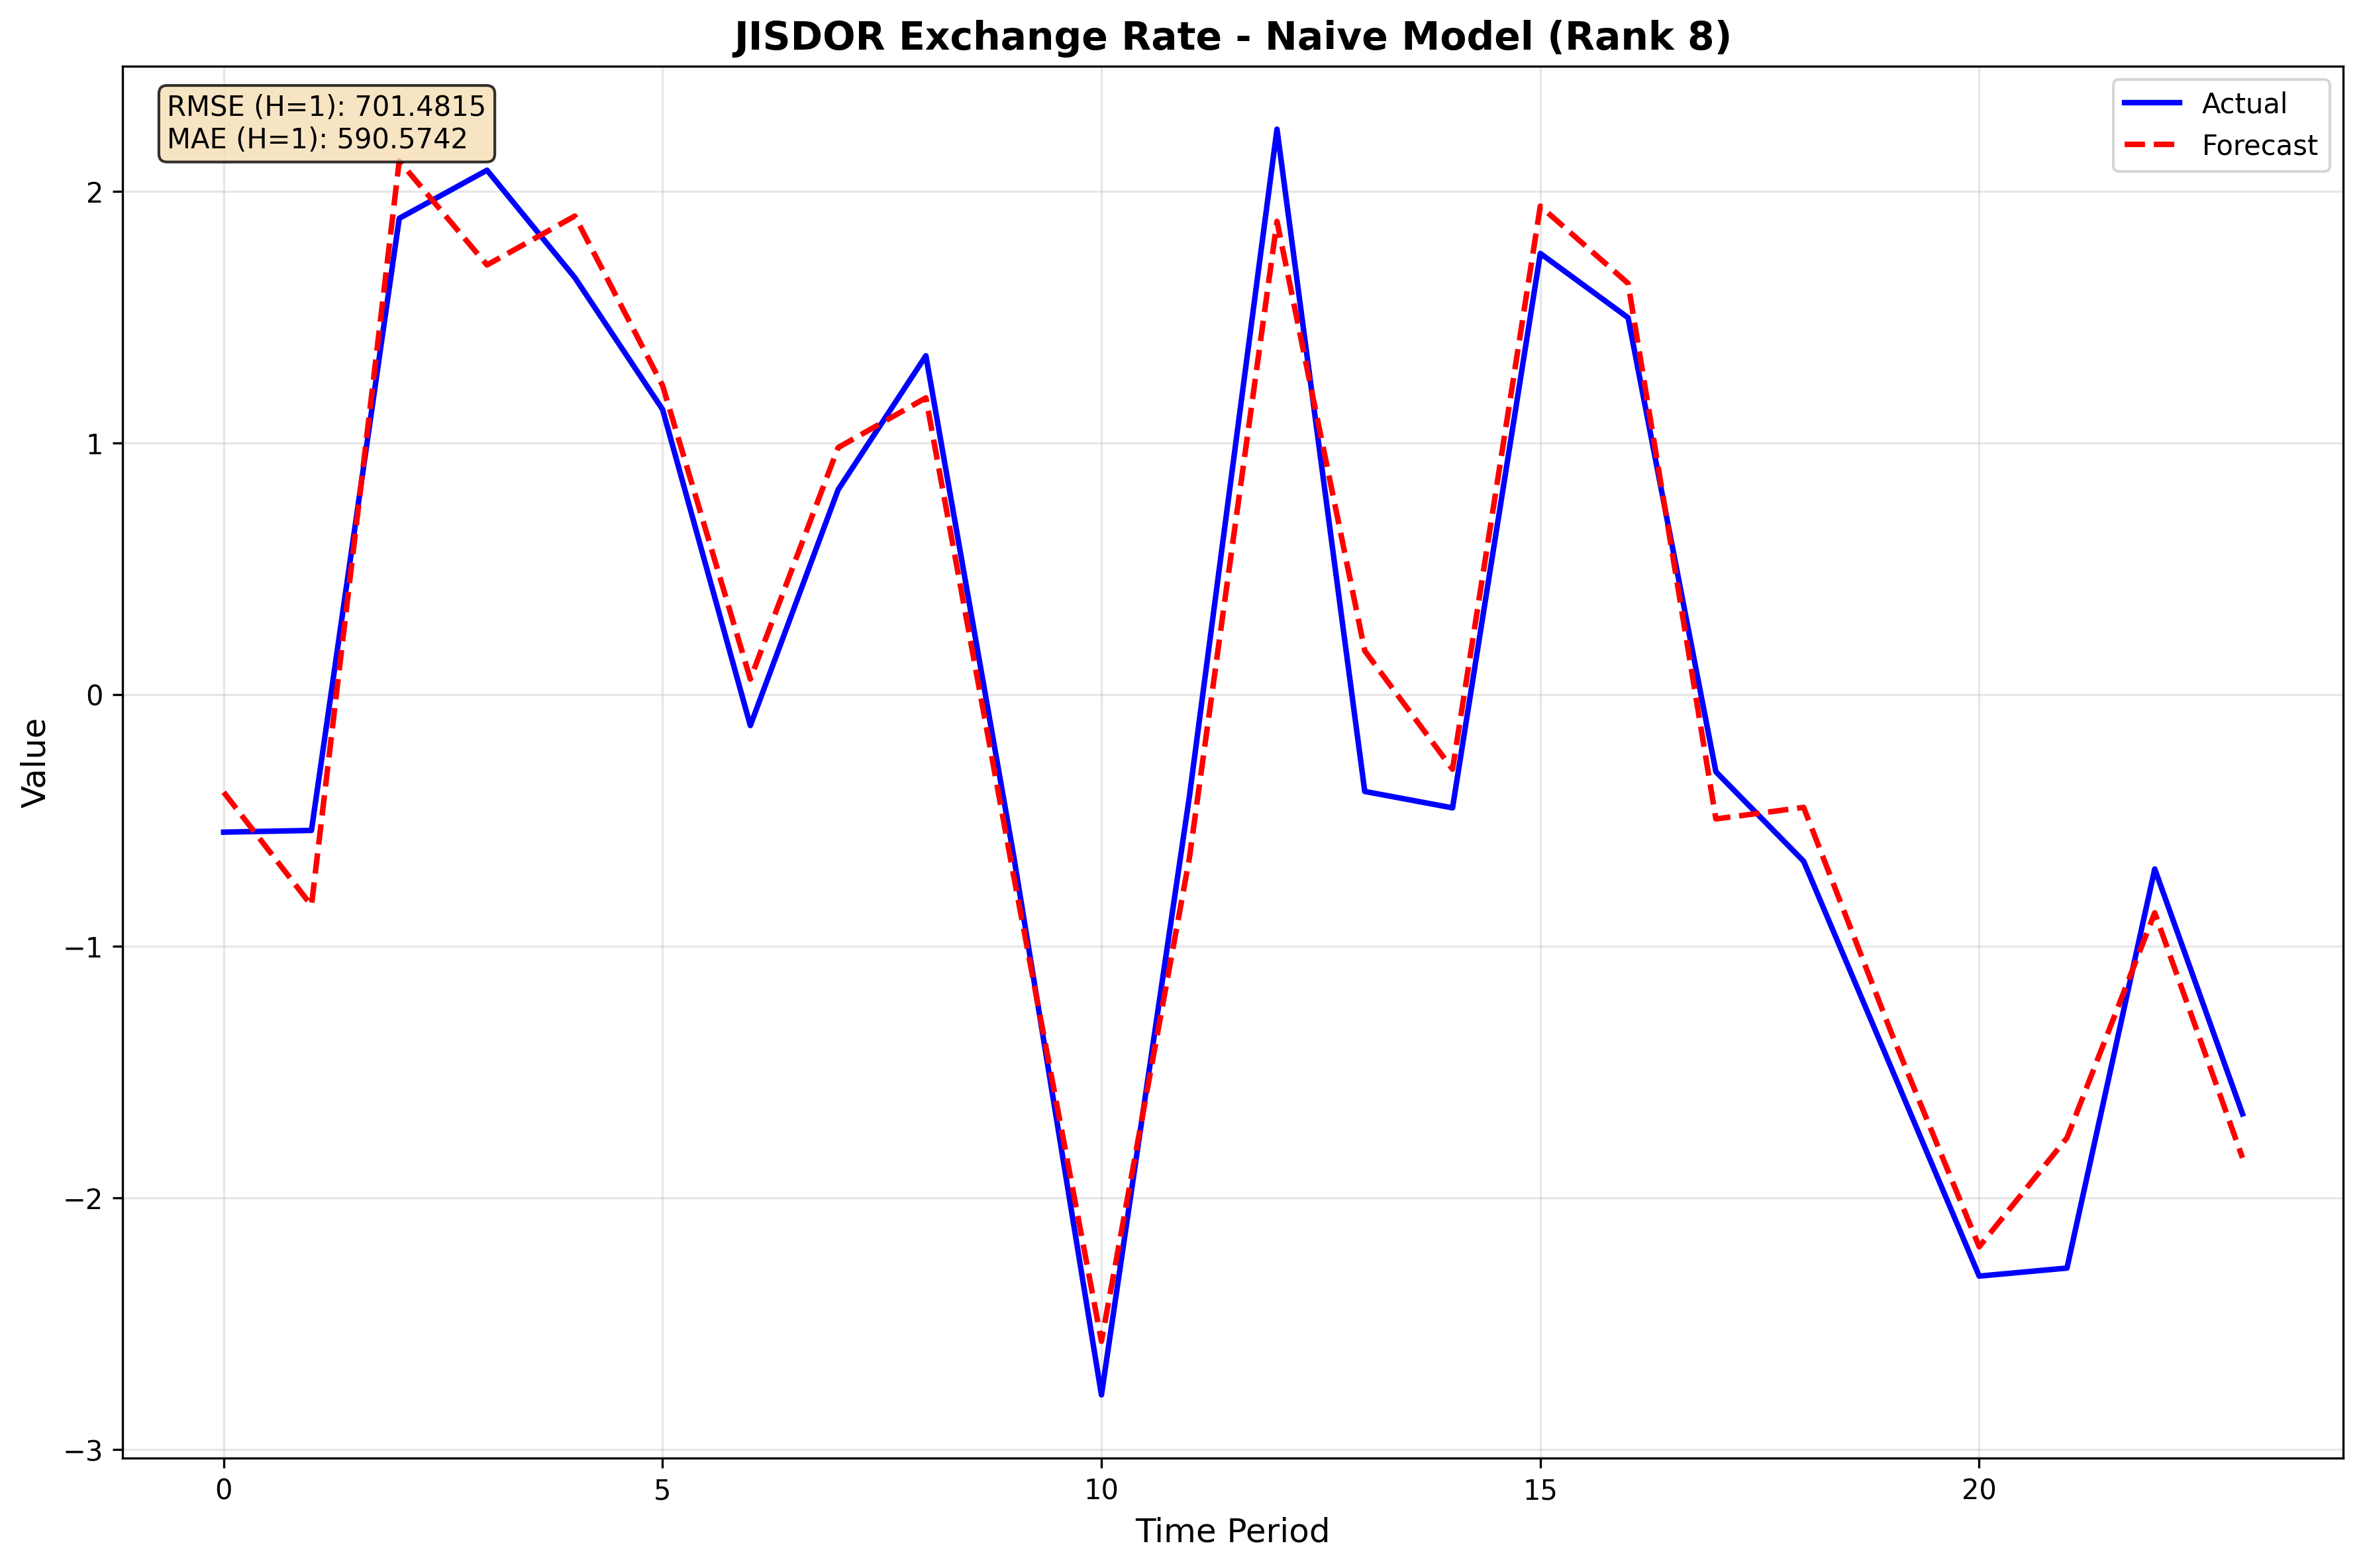 JISDOR Exchange Rate - Naive Model (Rank 8)
RMSE (H=1): 701.4815
MAE (H=1): 590.5742
Actual
Forecast
Value
2
1
0
−1
−2
−3
0
5
10
15
20
Time Period